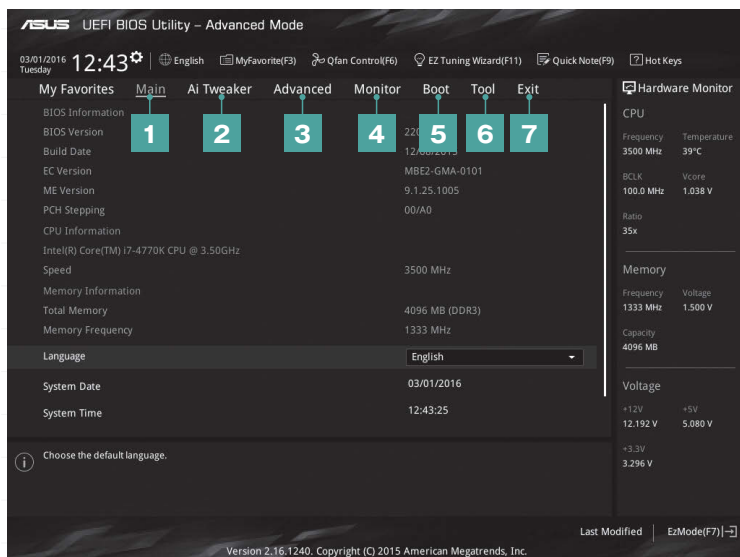 ASUS UEFI BIOS Utility – Advanced Mode
03/01/2016 Tuesday 12:43 English MyFavorite(F3) Qfan Control(F6) EZ Tuning Wizard(F11) Quick Note(F9) ? Hot Keys
My Favorites Main Ai Tweaker Advanced Monitor Boot Tool Exit
1 2 3 4 5 6 7
BIOS Information
BIOS Version
Build Date
EC Version MBE2-GMA-0101
ME Version 9.1.25.1005
PCH Stepping 00/A0
CPU Information
Intel(R) Core(TM) i7-4770K CPU @ 3.50GHz
Speed 3500 MHz
Memory Information
Total Memory 4096 MB (DDR3)
Memory Frequency 1333 MHz
Language English
System Date 03/01/2016
System Time 12:43:25
i Choose the default language.
Hardware Monitor
CPU
Frequency Temperature
3500 MHz 39°C
BCLK Vcore
100.0 MHz 1.038 V
Ratio
35x
Memory
Frequency Voltage
1333 MHz 1.500 V
Capacity
4096 MB
Voltage
+12V +5V
12.192 V 5.080 V
+3.3V
3.296 V
Last Modified EzMode(F7)
Version 2.16.1240. Copyright (C) 2015 American Megatrends, Inc.